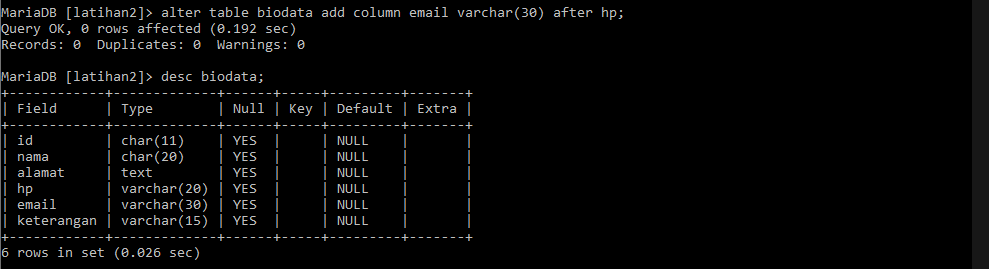 MariaDB [latihan2]> alter table biodata add column email varchar(30) after hp;
Query OK, 0 rows affected (0.192 sec)
Records: 0  Duplicates: 0  Warnings: 0

MariaDB [latihan2]> desc biodata;
+------------+-------------+------+-----+---------+-------+
| Field      | Type        | Null | Key | Default | Extra |
+------------+-------------+------+-----+---------+-------+
| id         | char(11)    | YES  |     | NULL    |       |
| nama       | char(20)    | YES  |     | NULL    |       |
| alamat     | text        | YES  |     | NULL    |       |
| hp         | varchar(20) | YES  |     | NULL    |       |
| email      | varchar(30) | YES  |     | NULL    |       |
| keterangan | varchar(15) | YES  |     | NULL    |       |
+------------+-------------+------+-----+---------+-------+
6 rows in set (0.026 sec)